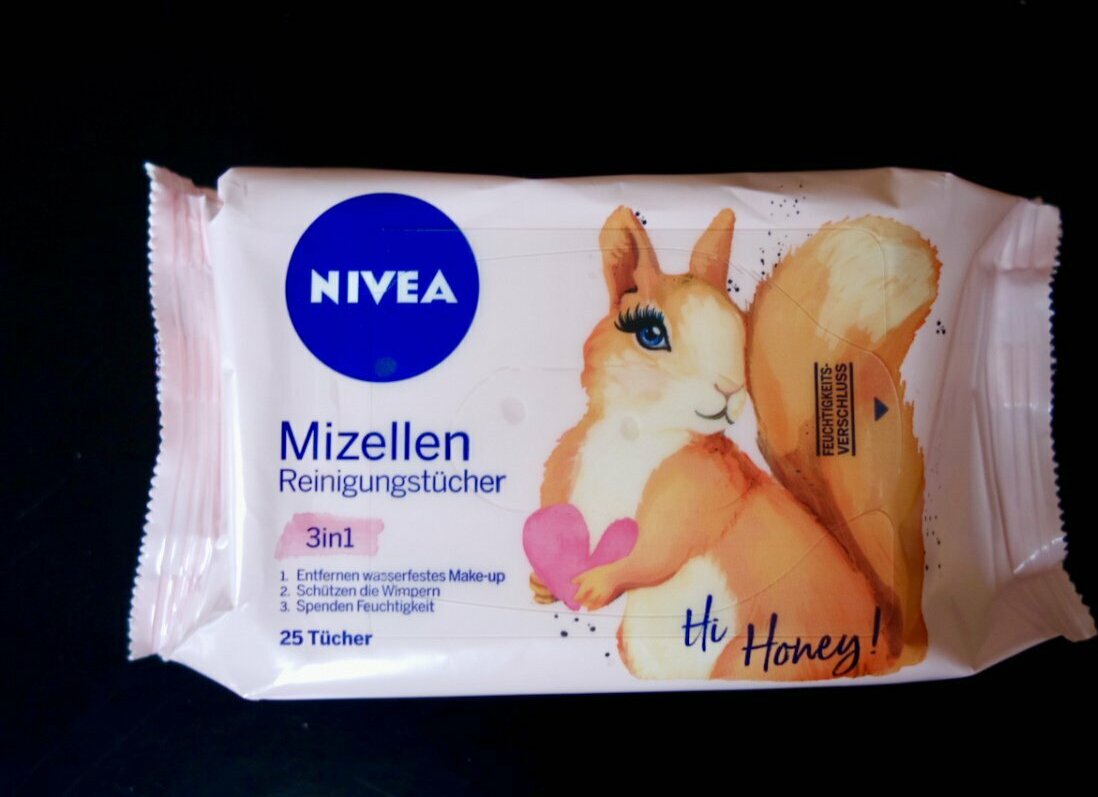 NIVEA
Mizellen
Reinigungstücher
3in1
1. Entfernen wasserfestes Make-up
2. Schützen die Wimpern
3. Spenden Feuchtigkeit
25 Tücher
FEUCHTIGKEITS-
VERSCHLUSS
Hi Honey!